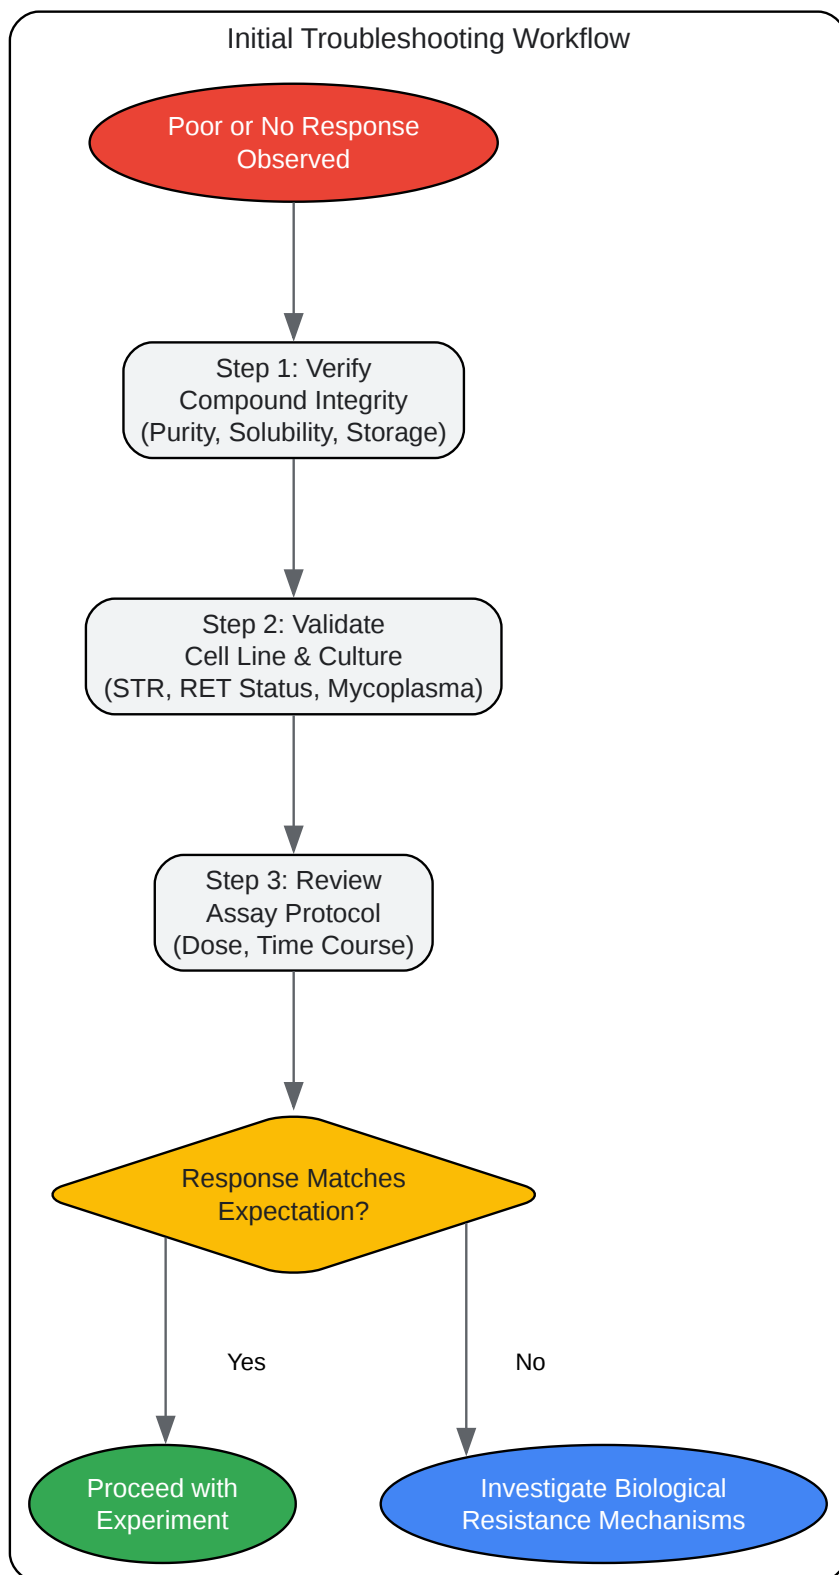 Initial Troubleshooting Workflow
Poor or No Response
Observed
Step 1: Verify
Compound Integrity
(Purity, Solubility, Storage)
Step 2: Validate
Cell Line & Culture
(STR, RET Status, Mycoplasma)
Step 3: Review
Assay Protocol
(Dose, Time Course)
Response Matches
Expectation?
Yes
No
Proceed with
Experiment
Investigate Biological
Resistance Mechanisms